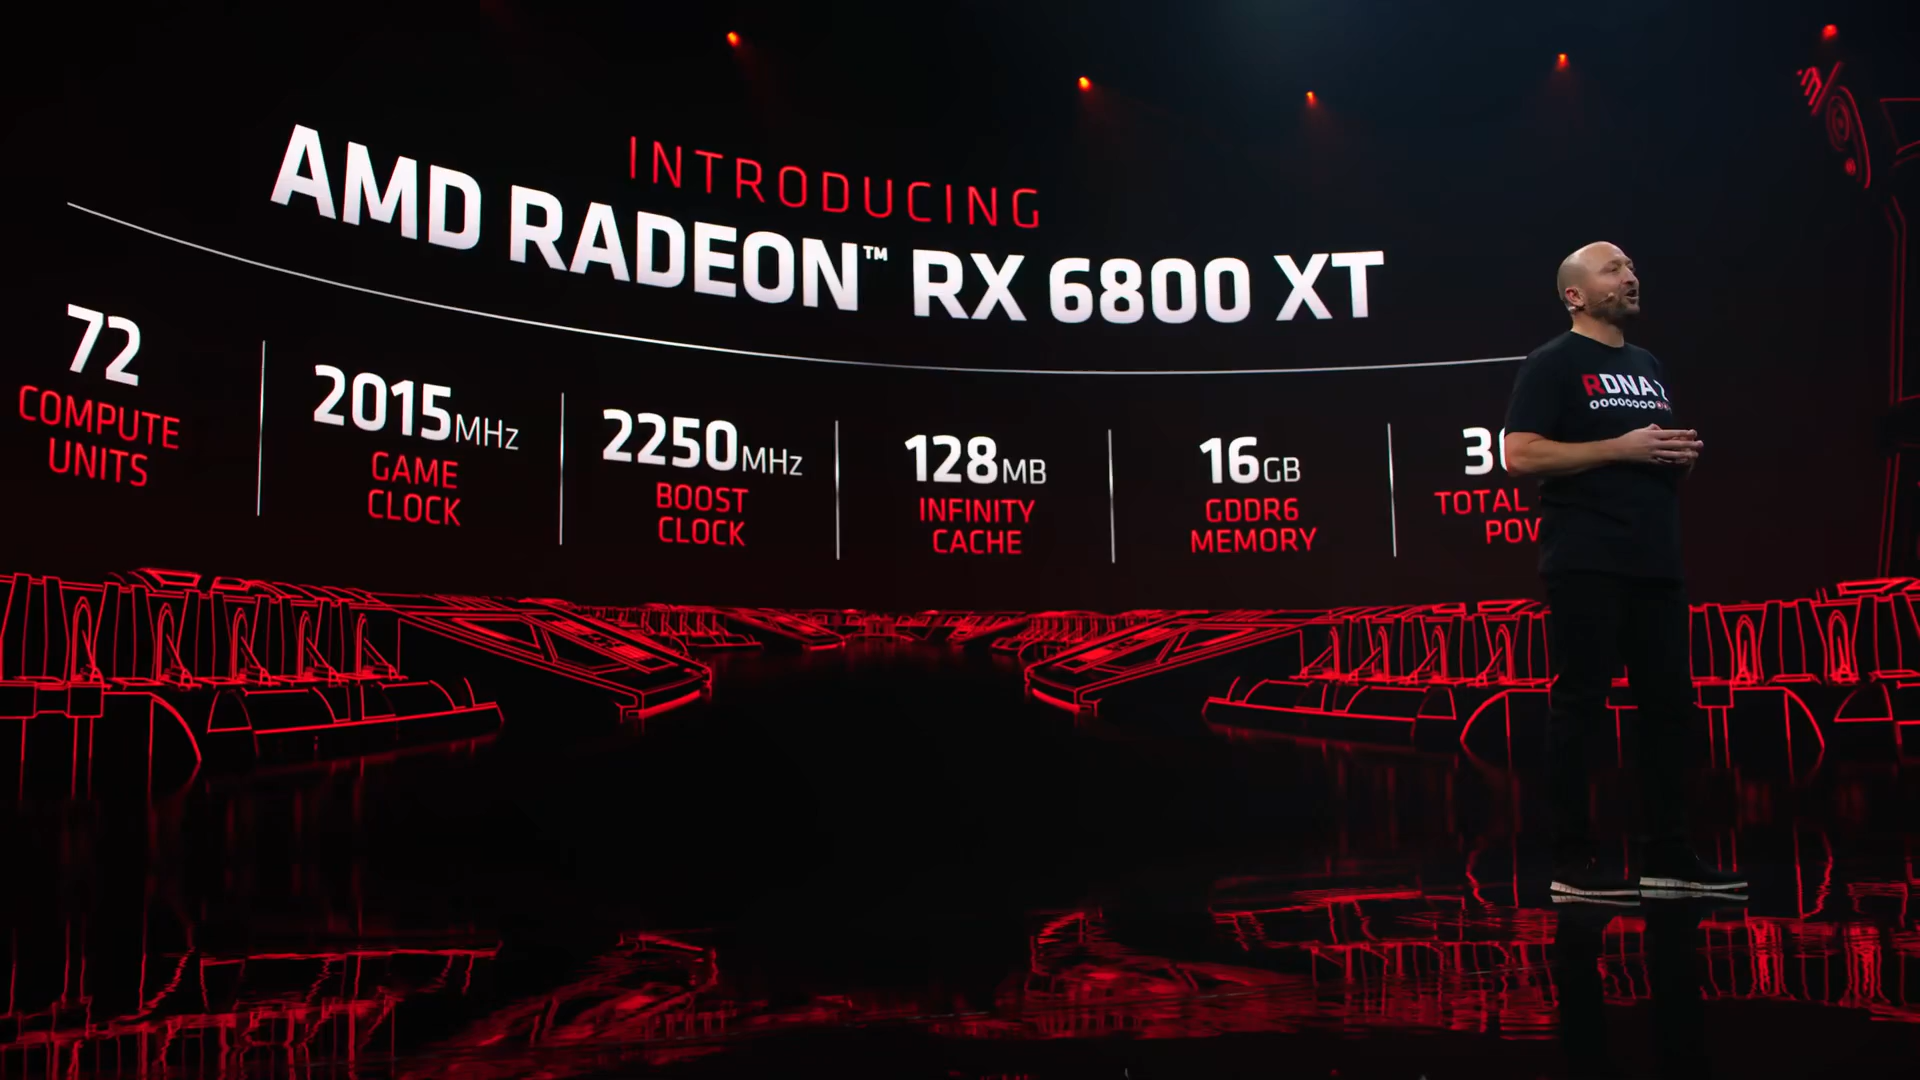 INTRODUCING
AMD RADEON™ RX 6800 XT
72
COMPUTE
UNITS
2015MHz
GAME
CLOCK
2250MHz
BOOST
CLOCK
128MB
INFINITY
CACHE
16GB
GDDR6
MEMORY
TOTAL
RDNA